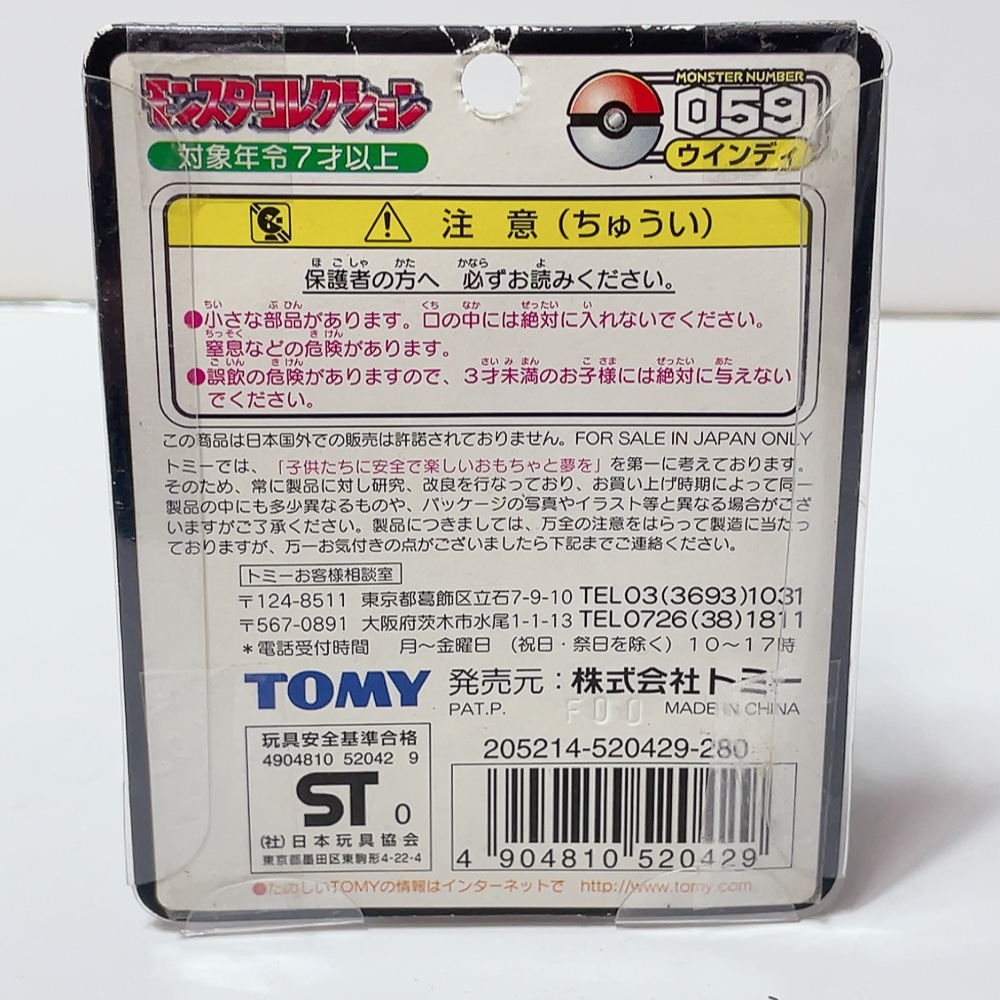 モンスターコレクション
対象年令7才以上
MONSTER NUMBER
059
ウインディ
注意(ちゅうい)
保護者の方へ 必ずお読みください。
●小さな部品があります。口の中には絶対に入れないでください。
窒息などの危険があります。
●誤飲の危険がありますので、3才未満のお子様には絶対に与えない
でください。
この商品は日本国外での販売は許諾されておりません。FOR SALE IN JAPAN ONLY
トミーでは、「子供たちに安全で楽しいおもちゃと夢を」を第一に考えております。
そのため、常に製品に対し研究、改良を行なっており、お買い上げ時期によって同一
製品の中にも多少異なるものや、パッケージの写真やイラスト等と異なる場合がござ
いますがご了承ください。製品につきましては、万全の注意をはらって製造に当たっ
ておりますが、万一お気付きの点がございましたら下記までご連絡ください。
トミーお客様相談室
〒124-8511 東京都葛飾区立石7-9-10 TEL03(3693)1031
〒567-0891 大阪府茨木市水尾1-1-13 TEL0726(38)1811
*電話受付時間 月〜金曜日 (祝日・祭日を除く) 10〜17時
TOMY 発売元:株式会社トミー
PAT.P. F00 MADE IN CHINA
玩具安全基準合格
4904810 52042 9
ST 0
(社)日本玩具協会
東京都墨田区東駒形4-22-4
205214-520429-280
4 904810 520429
●たのしいTOMYの情報はインターネットで http://www.tomy.com